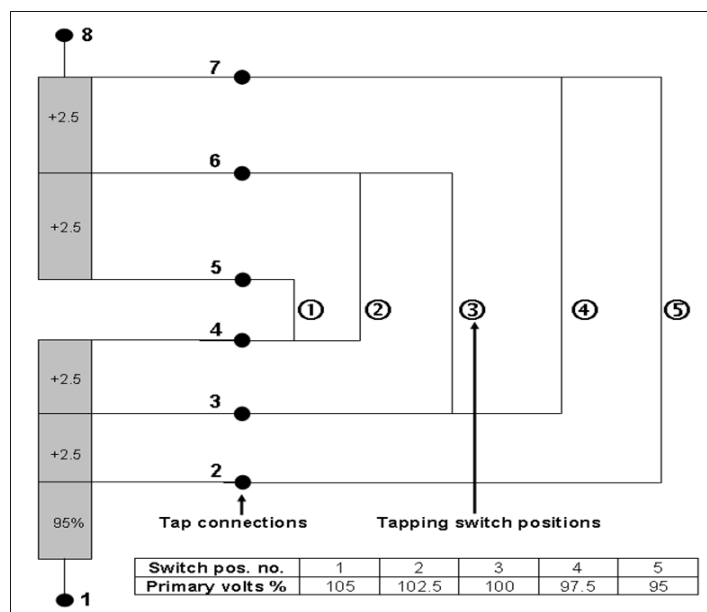 8
7
+2.5
6
+2.5
5
① ② ③ ④ ⑤
4
+2.5
3
+2.5
2
95%
Tap connections
Tapping switch positions
1
Switch pos. no. 1 2 3 4 5
Primary volts % 105 102.5 100 97.5 95